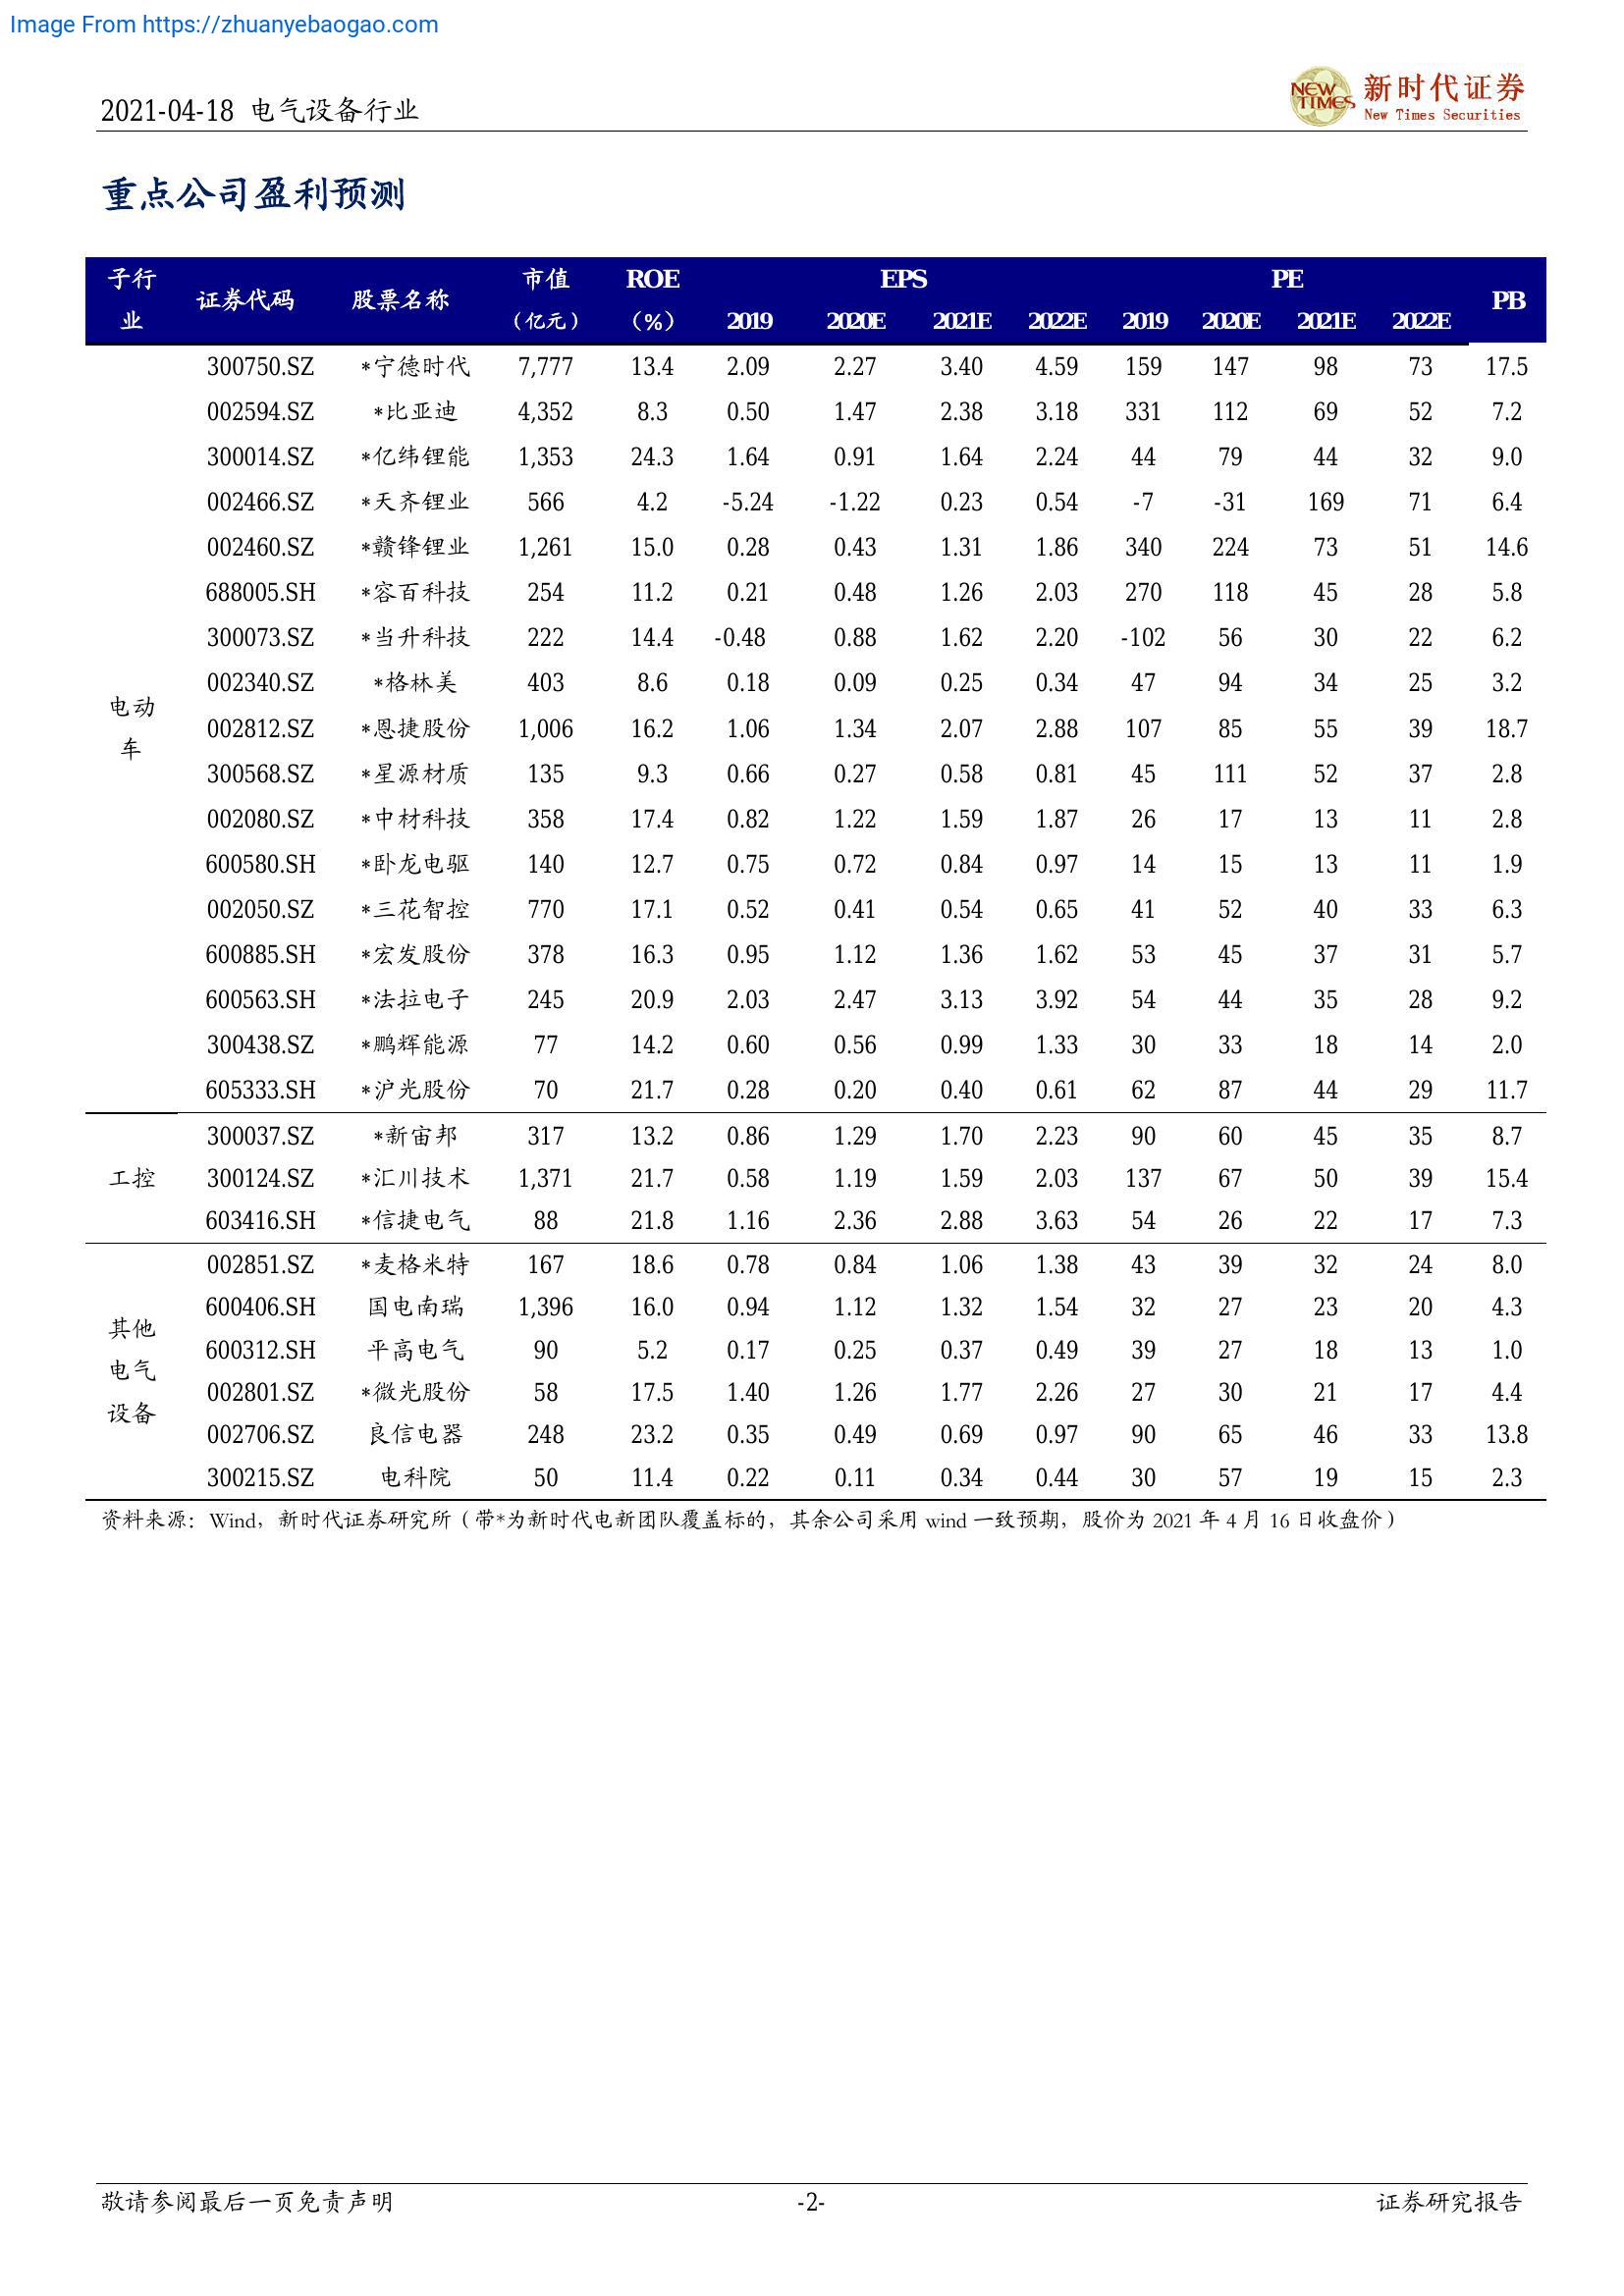 Image From https://zhuanyebaogao.com
2021-04-18 电气设备行业
NEW TIMES 新时代证券
New Times Securities
重点公司盈利预测
子行业 证券代码 股票名称 市值（亿元） ROE（%） EPS PE PB
2019 2020E 2021E 2022E 2019 2020E 2021E 2022E
电动车
300750.SZ *宁德时代 7,777 13.4 2.09 2.27 3.40 4.59 159 147 98 73 17.5
002594.SZ *比亚迪 4,352 8.3 0.50 1.47 2.38 3.18 331 112 69 52 7.2
300014.SZ *亿纬锂能 1,353 24.3 1.64 0.91 1.64 2.24 44 79 44 32 9.0
002466.SZ *天齐锂业 566 4.2 -5.24 -1.22 0.23 0.54 -7 -31 169 71 6.4
002460.SZ *赣锋锂业 1,261 15.0 0.28 0.43 1.31 1.86 340 224 73 51 14.6
688005.SH *容百科技 254 11.2 0.21 0.48 1.26 2.03 270 118 45 28 5.8
300073.SZ *当升科技 222 14.4 -0.48 0.88 1.62 2.20 -102 56 30 22 6.2
002340.SZ *格林美 403 8.6 0.18 0.09 0.25 0.34 47 94 34 25 3.2
002812.SZ *恩捷股份 1,006 16.2 1.06 1.34 2.07 2.88 107 85 55 39 18.7
300568.SZ *星源材质 135 9.3 0.66 0.27 0.58 0.81 45 111 52 37 2.8
002080.SZ *中材科技 358 17.4 0.82 1.22 1.59 1.87 26 17 13 11 2.8
600580.SH *卧龙电驱 140 12.7 0.75 0.72 0.84 0.97 14 15 13 11 1.9
002050.SZ *三花智控 770 17.1 0.52 0.41 0.54 0.65 41 52 40 33 6.3
600885.SH *宏发股份 378 16.3 0.95 1.12 1.36 1.62 53 45 37 31 5.7
600563.SH *法拉电子 245 20.9 2.03 2.47 3.13 3.92 54 44 35 28 9.2
300438.SZ *鹏辉能源 77 14.2 0.60 0.56 0.99 1.33 30 33 18 14 2.0
605333.SH *沪光股份 70 21.7 0.28 0.20 0.40 0.61 62 87 44 29 11.7
工控
300037.SZ *新宙邦 317 13.2 0.86 1.29 1.70 2.23 90 60 45 35 8.7
300124.SZ *汇川技术 1,371 21.7 0.58 1.19 1.59 2.03 137 67 50 39 15.4
603416.SH *信捷电气 88 21.8 1.16 2.36 2.88 3.63 54 26 22 17 7.3
其他电气设备
002851.SZ *麦格米特 167 18.6 0.78 0.84 1.06 1.38 43 39 32 24 8.0
600406.SH 国电南瑞 1,396 16.0 0.94 1.12 1.32 1.54 32 27 23 20 4.3
600312.SH 平高电气 90 5.2 0.17 0.25 0.37 0.49 39 27 18 13 1.0
002801.SZ *微光股份 58 17.5 1.40 1.26 1.77 2.26 27 30 21 17 4.4
002706.SZ 良信电器 248 23.2 0.35 0.49 0.69 0.97 90 65 46 33 13.8
300215.SZ 电科院 50 11.4 0.22 0.11 0.34 0.44 30 57 19 15 2.3
资料来源：Wind，新时代证券研究所（带*为新时代电新团队覆盖标的，其余公司采用 wind 一致预期，股价为 2021 年 4 月 16 日收盘价）
敬请参阅最后一页免责声明 -2- 证券研究报告